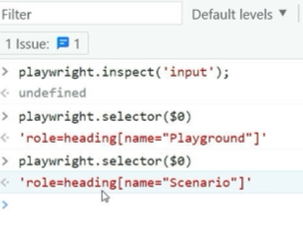 Filter
Default levels ▼
1 Issue: 1
> playwright.inspect('input');
<· undefined
> playwright.selector($0)
<· 'role=heading[name="Playground"]'
> playwright.selector($0)
<· 'role=heading[name="Scenario"]'
>